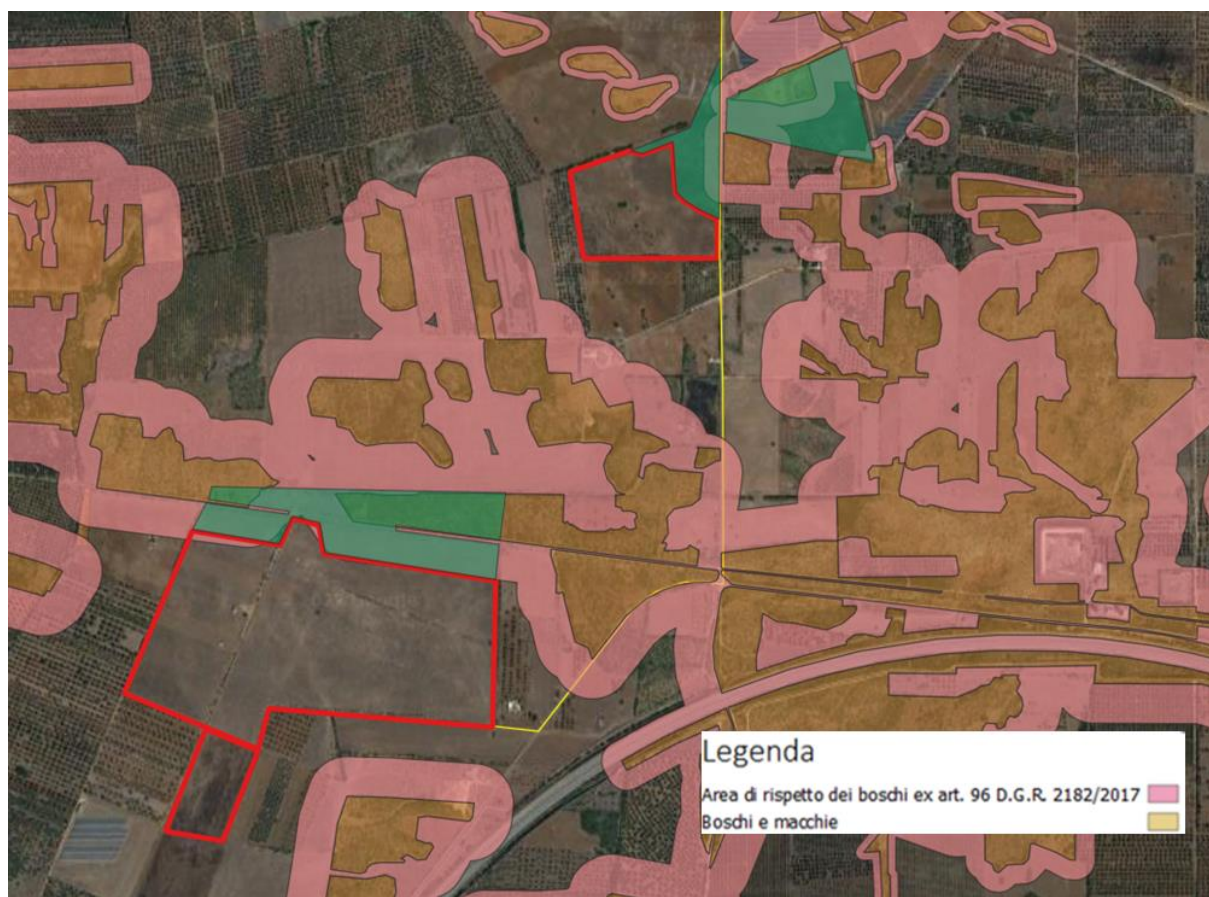 Legenda
Area di rispetto dei boschi ex art. 96 D.G.R. 2182/2017
Boschi e macchie